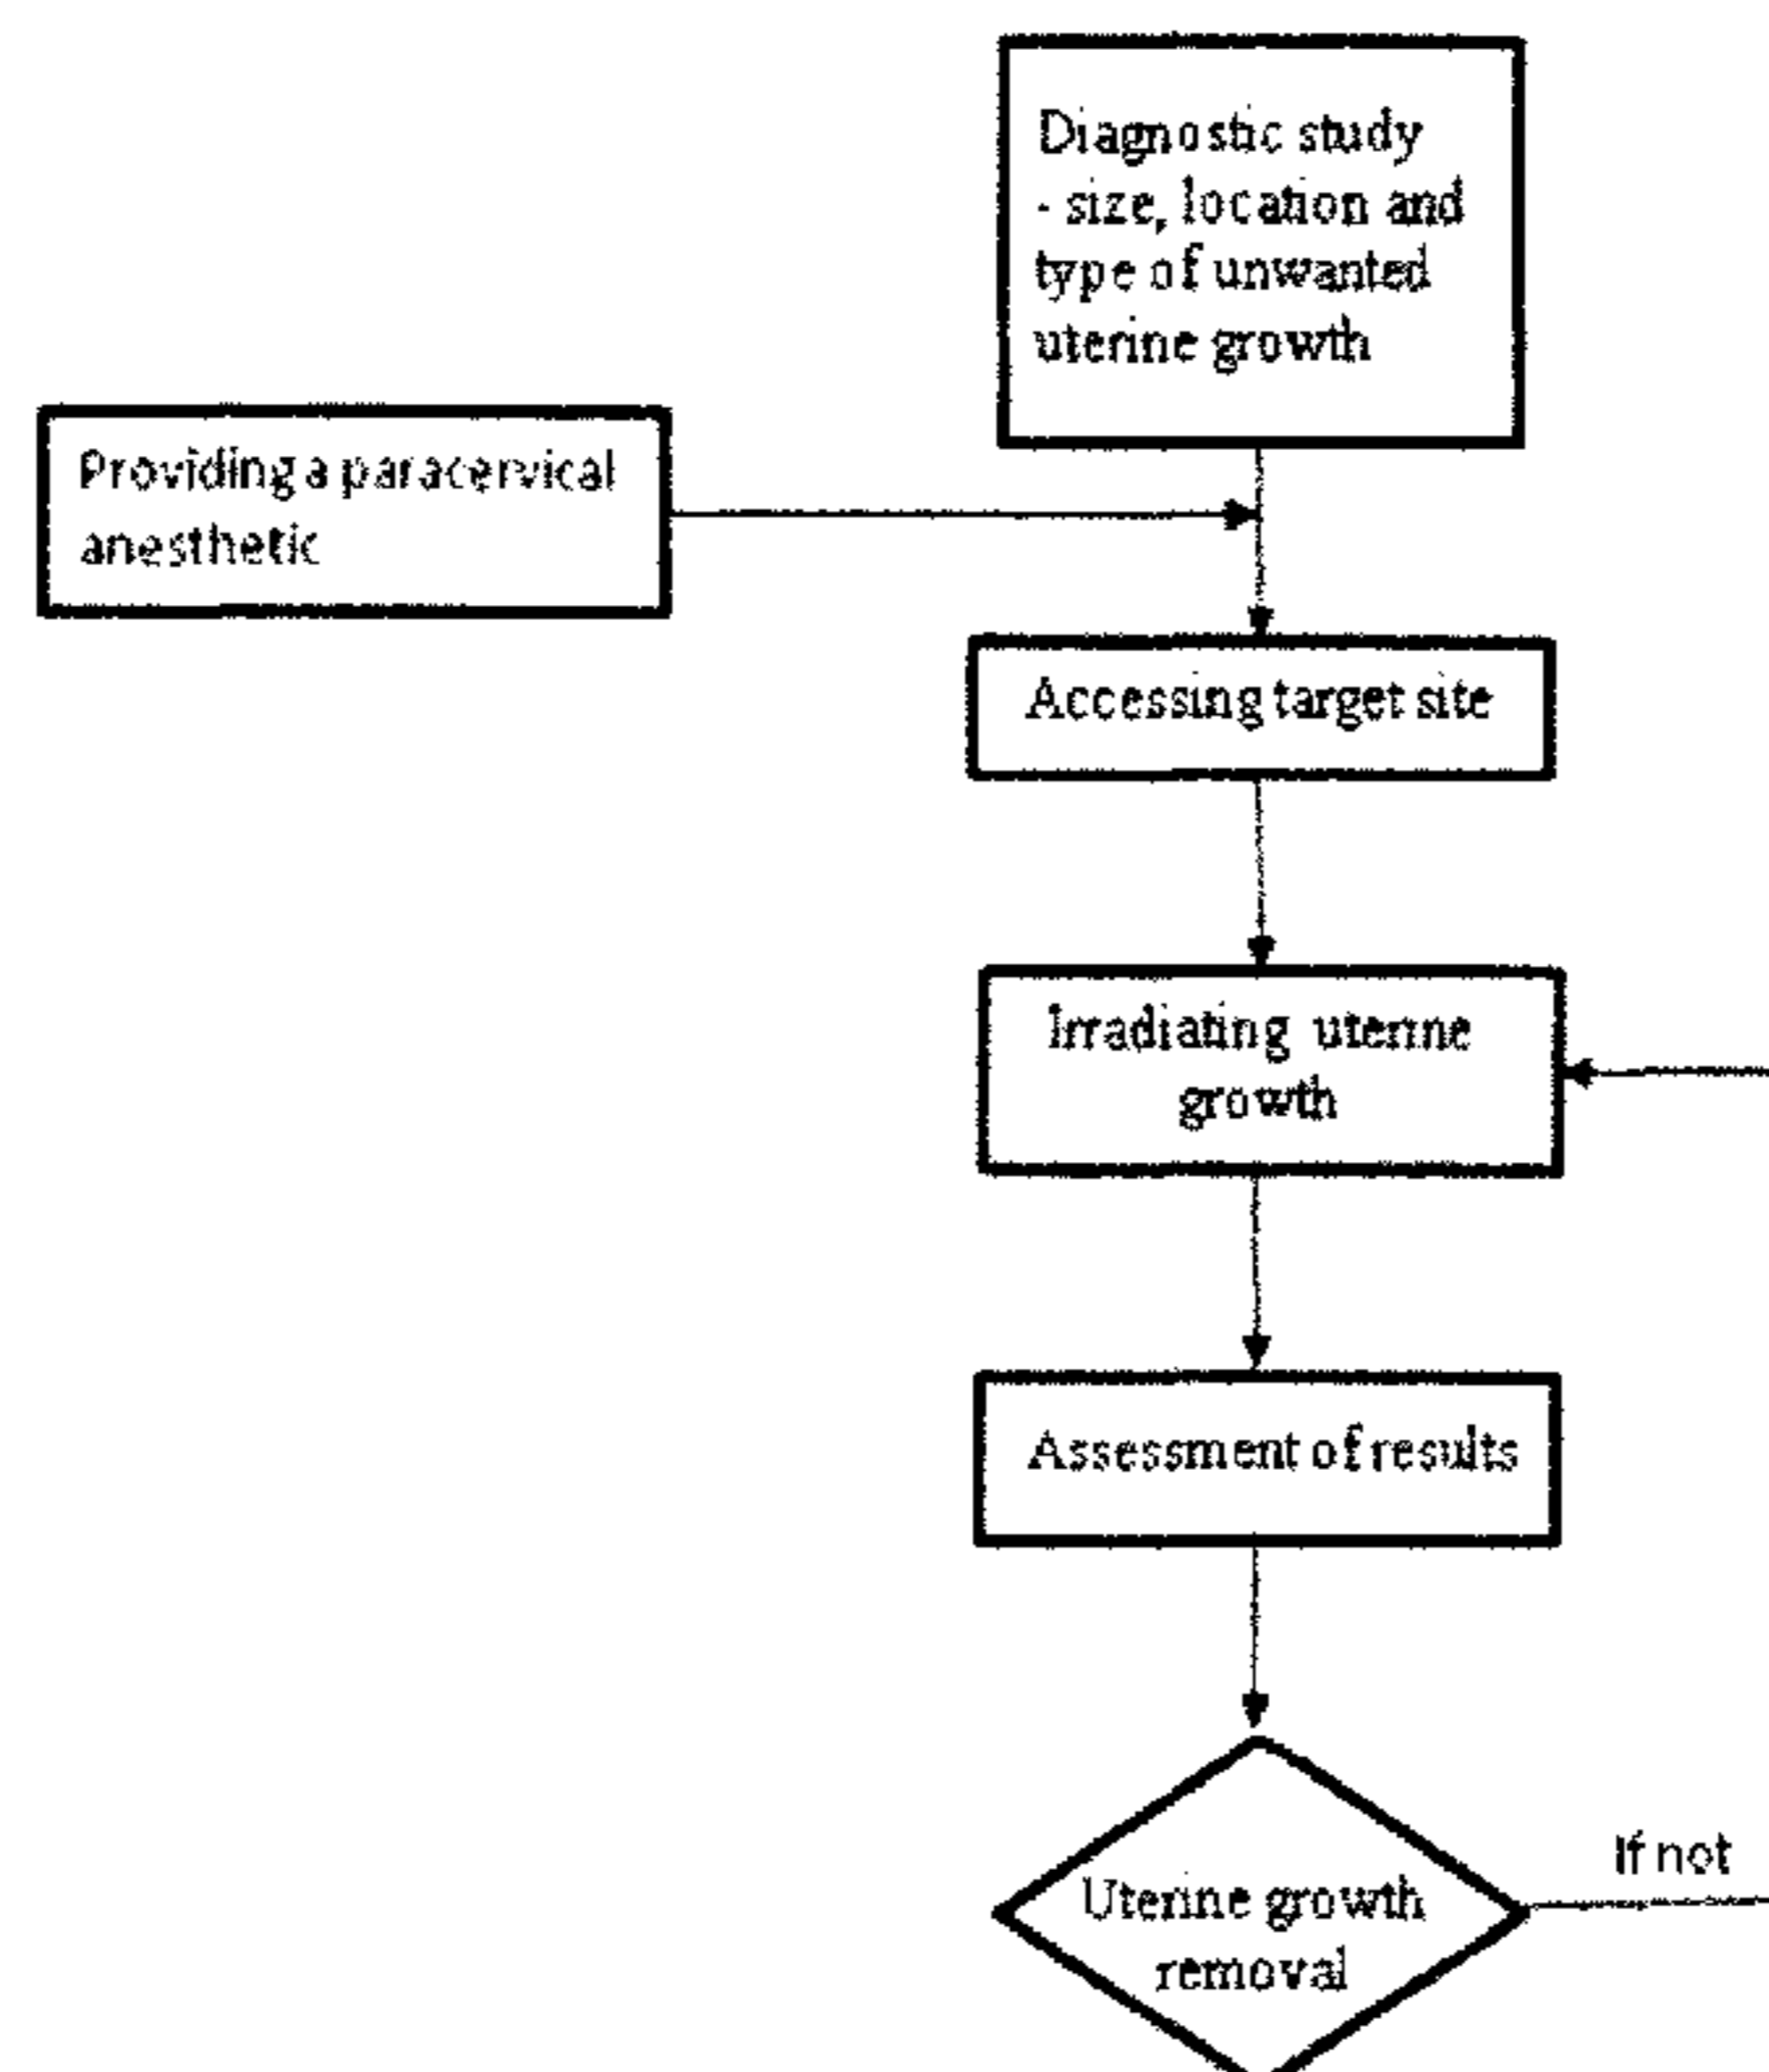 Diagnostic study
- size, location and
type of unwanted
uterine growth
Providing a paracervical
anesthetic
Accessing target site
Irradiating uterine
growth
Assessment of results
If not
Uterine growth
removal